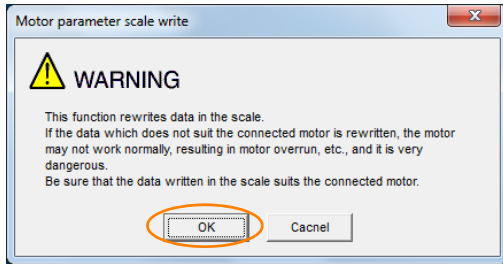 Motor parameter scale write
WARNING
This function rewrites data in the scale.
If the data which does not suit the connected motor is rewritten, the motor
may not work normally, resulting in motor overrun, etc., and it is very
dangerous.
Be sure that the data written in the scale suits the connected motor.
OK
Cacnel